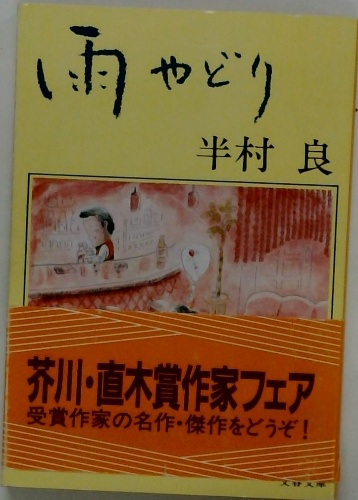 雨やどり
半村 良
芥川・直木賞作家フェア
受賞作家の名作・傑作をどうぞ!
文春文庫